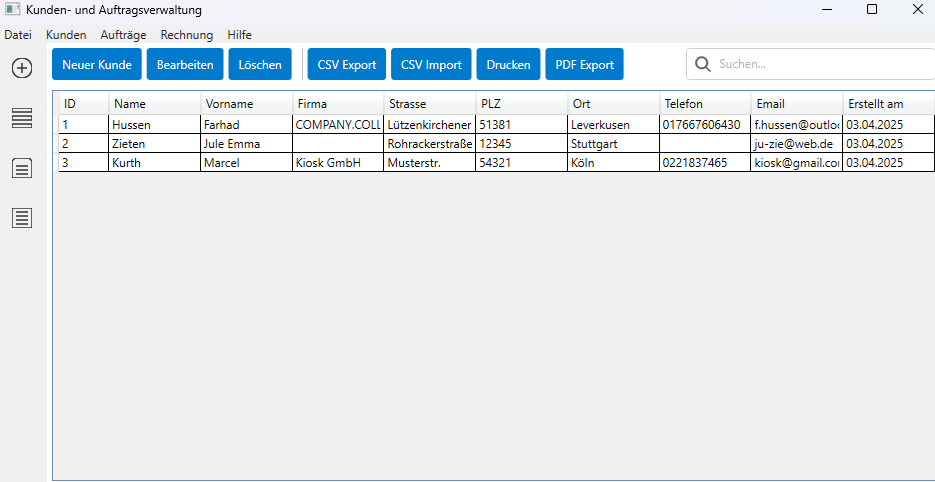 Kunden- und Auftragsverwaltung
Datei Kunden Aufträge Rechnung Hilfe
Neuer Kunde Bearbeiten Löschen CSV Export CSV Import Drucken PDF Export Suchen...
ID Name Vorname Firma Strasse PLZ Ort Telefon Email Erstellt am
1 Hussen Farhad COMPANY.COLL Lützenkirchener 51381 Leverkusen 017667606430 f.hussen@outloo 03.04.2025
2 Zieten Jule Emma Rohrackerstraße 12345 Stuttgart ju-zie@web.de 03.04.2025
3 Kurth Marcel Kiosk GmbH Musterstr. 54321 Köln 0221837465 kiosk@gmail.com 03.04.2025